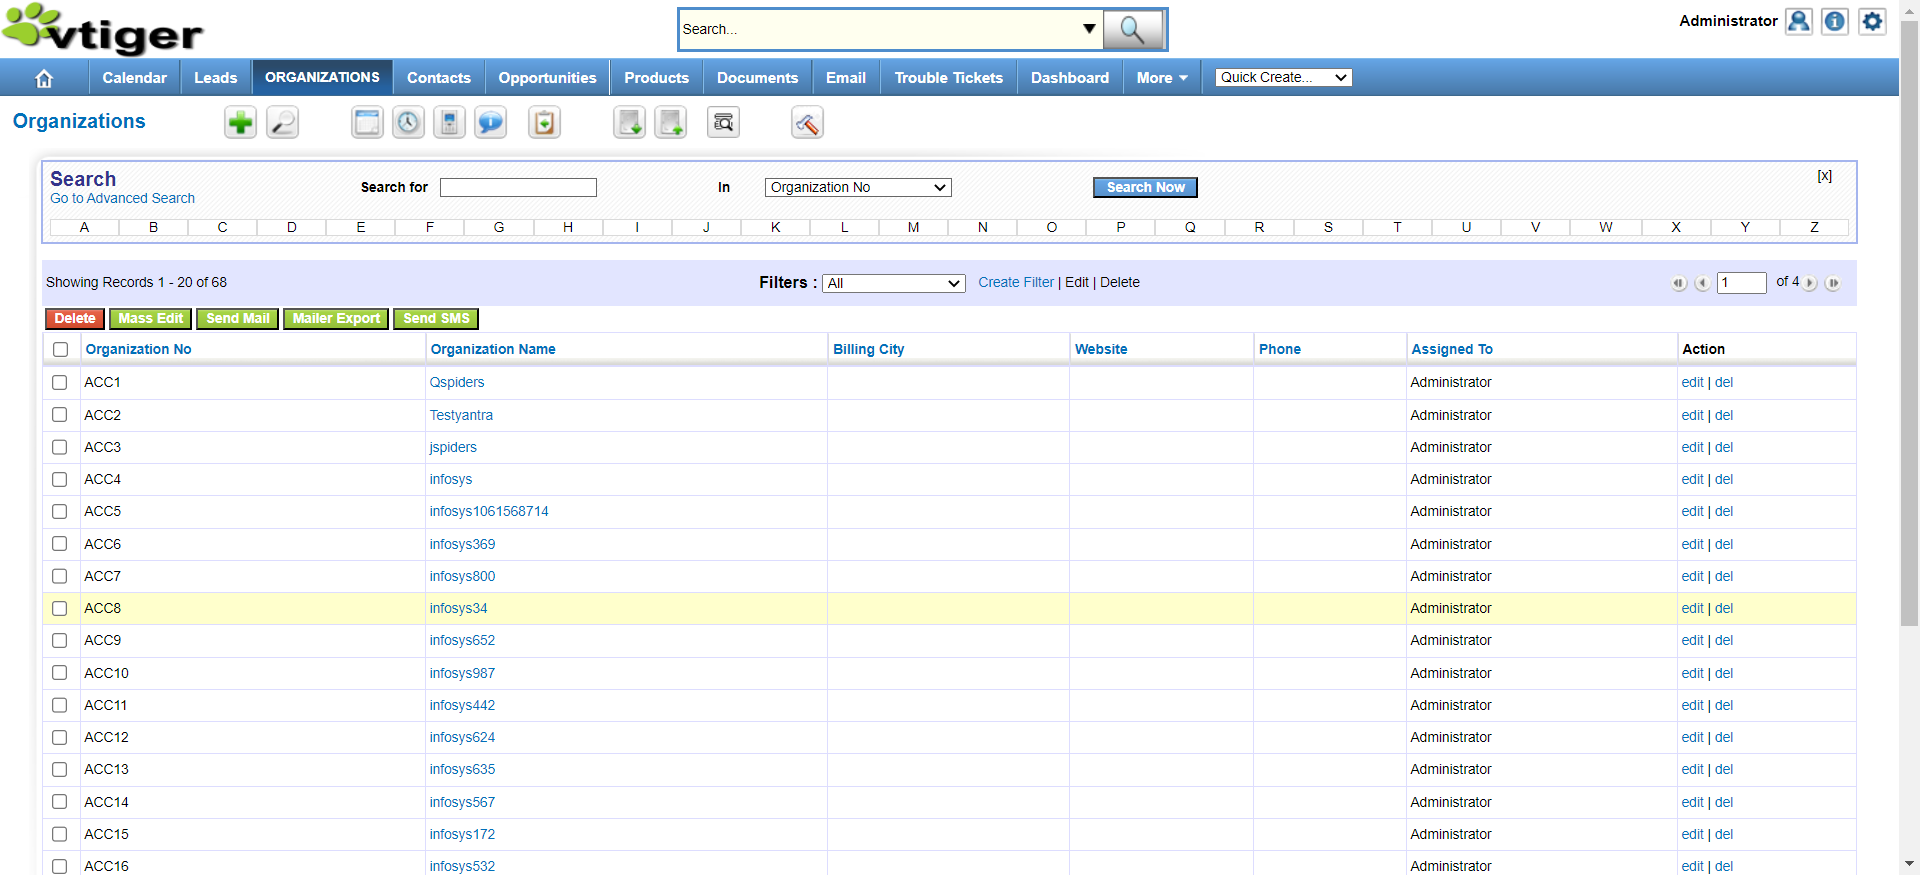 vtiger
Search...
Administrator
Calendar Leads ORGANIZATIONS Contacts Opportunities Products Documents Email Trouble Tickets Dashboard More Quick Create...
Organizations
Search
Go to Advanced Search
Search for In Organization No Search Now [x]
A B C D E F G H I J K L M N O P Q R S T U V W X Y Z
Showing Records 1 - 20 of 68 Filters : All Create Filter | Edit | Delete 1 of 4
Delete Mass Edit Send Mail Mailer Export Send SMS
Organization No Organization Name Billing City Website Phone Assigned To Action
ACC1 Qspiders Administrator edit | del
ACC2 Testyantra Administrator edit | del
ACC3 jspiders Administrator edit | del
ACC4 infosys Administrator edit | del
ACC5 infosys1061568714 Administrator edit | del
ACC6 infosys369 Administrator edit | del
ACC7 infosys800 Administrator edit | del
ACC8 infosys34 Administrator edit | del
ACC9 infosys652 Administrator edit | del
ACC10 infosys987 Administrator edit | del
ACC11 infosys442 Administrator edit | del
ACC12 infosys624 Administrator edit | del
ACC13 infosys635 Administrator edit | del
ACC14 infosys567 Administrator edit | del
ACC15 infosys172 Administrator edit | del
ACC16 infosys532 Administrator edit | del